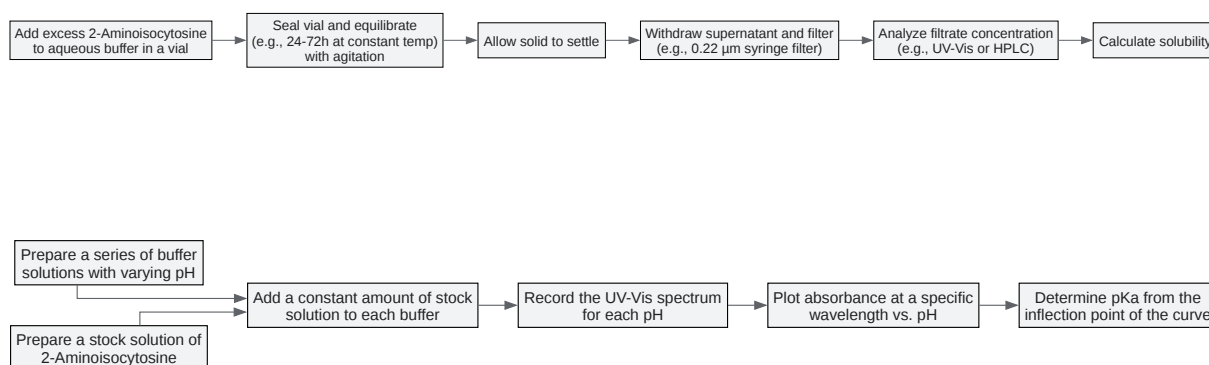 Add excess 2-Aminoisocytosine
to aqueous buffer in a vial
Seal vial and equilibrate
(e.g., 24-72h at constant temp)
with agitation
Allow solid to settle
Withdraw supernatant and filter
(e.g., 0.22 µm syringe filter)
Analyze filtrate concentration
(e.g., UV-Vis or HPLC)
Calculate solubility
Prepare a series of buffer
solutions with varying pH
Prepare a stock solution of
2-Aminoisocytosine
Add a constant amount of stock
solution to each buffer
Record the UV-Vis spectrum
for each pH
Plot absorbance at a specific
wavelength vs. pH
Determine pKa from the
inflection point of the curve